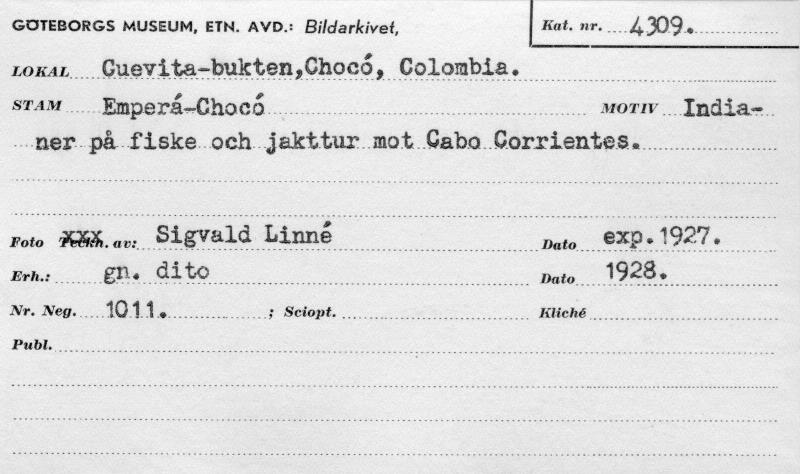 GÖTEBORGS MUSEUM, ETN. AVD.: Bildarkivet, Kat. nr. 4309.
LOKAL Cuevita-bukten,Chocó, Colombia.
STAM Emperá-Chocó MOTIV India-
ner på fiske och jakttur mot Cabo Corrientes.
Foto Teckn. av: Sigvald Linné Dato exp.1927.
Erh.: gn. dito Dato 1928.
Nr. Neg. 1011. ; Sciopt. Kliché
Publ.